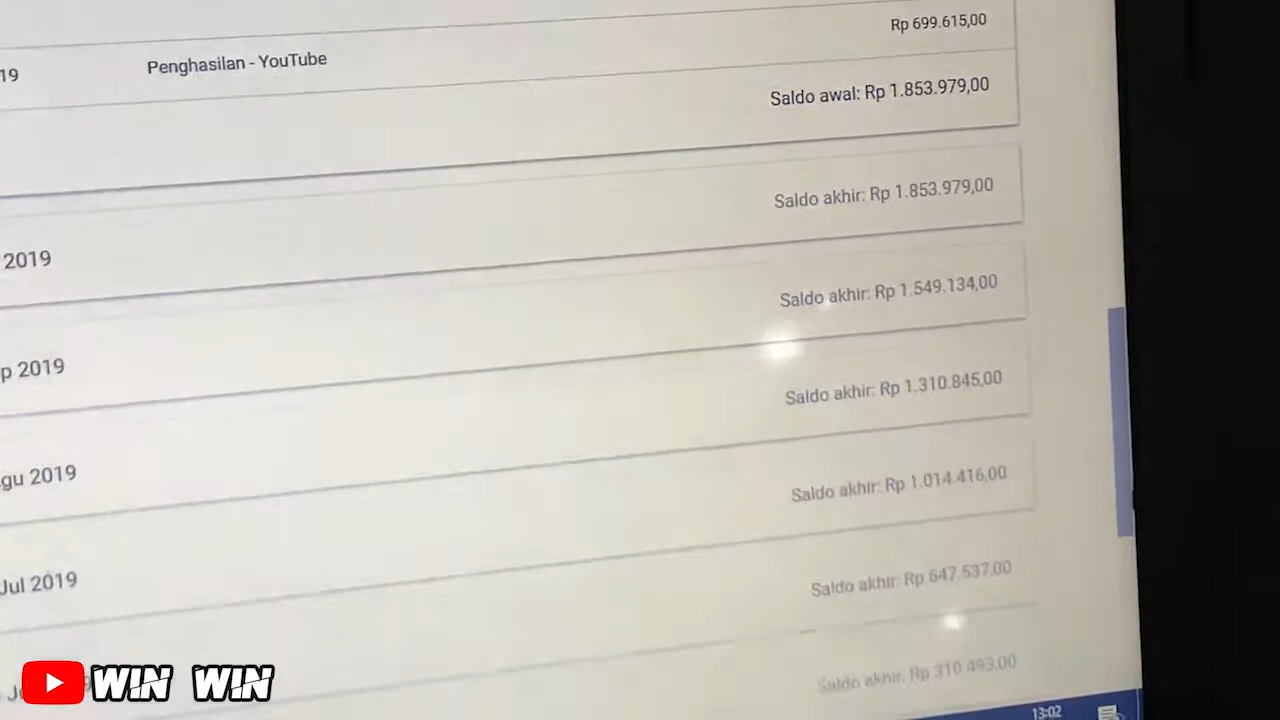 Rp 699.615,00
19 Penghasilan - YouTube
Saldo awal: Rp 1.853.979,00
Saldo akhir: Rp 1.853.979,00
2019
Saldo akhir: Rp 1.549.134,00
p 2019
Saldo akhir: Rp 1.310.845,00
gu 2019
Saldo akhir: Rp 1.014.416,00
Jul 2019
Saldo akhir: Rp 647.537,00
Saldo akhir: Rp 310.493,00
WIN WIN
13:02